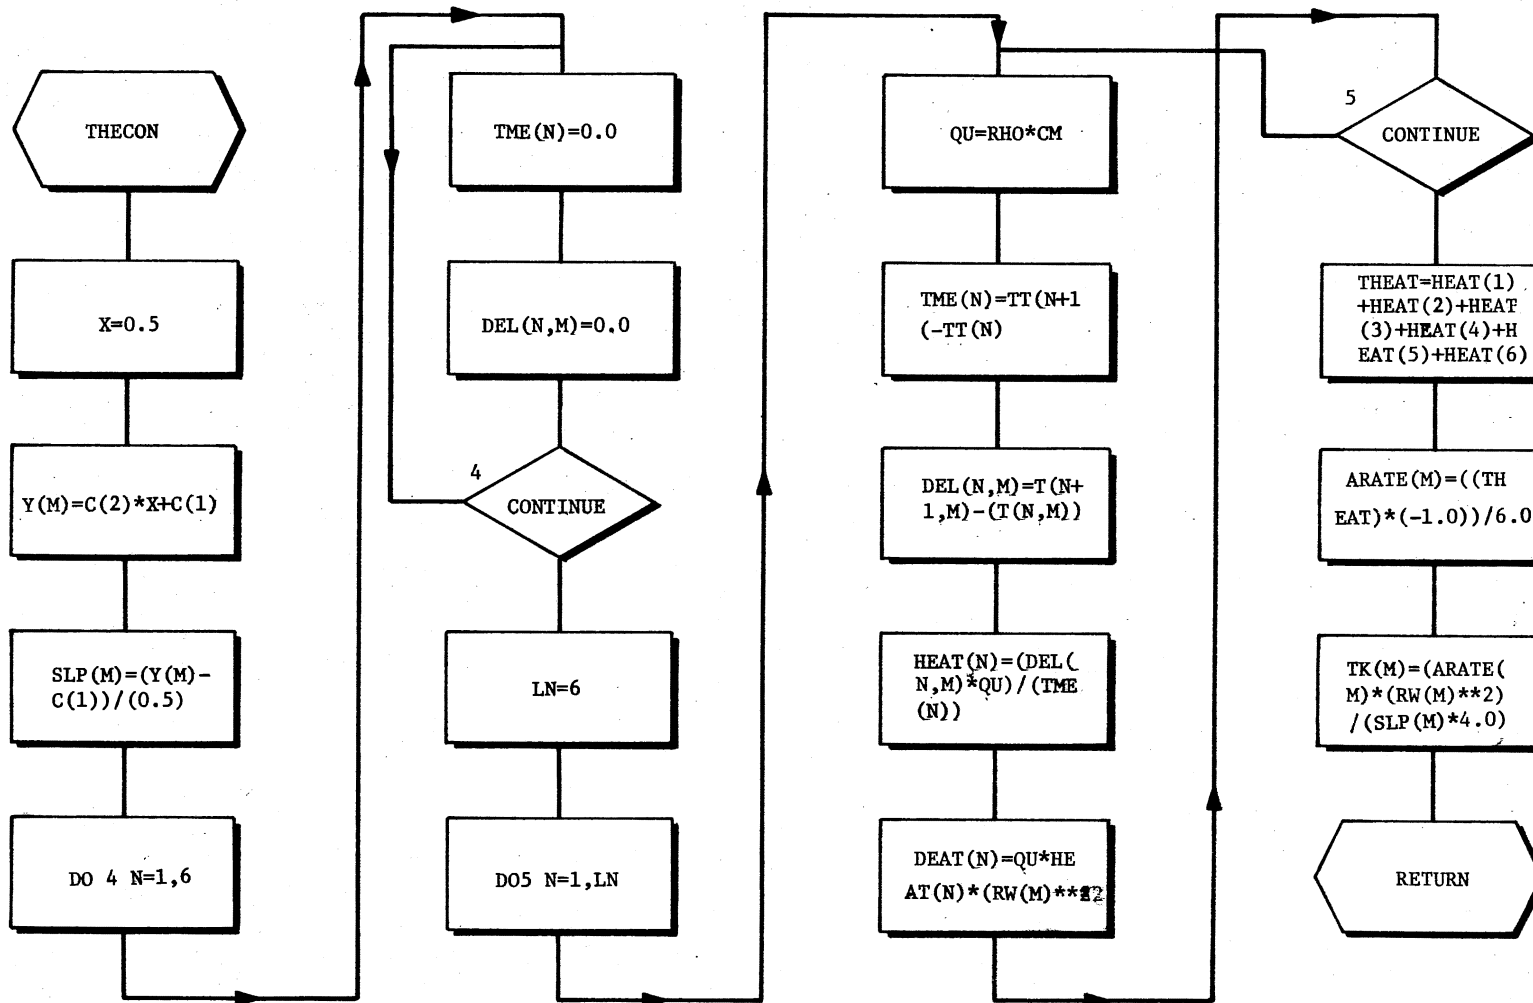 THECON
X=0.5
Y(M)=C(2)*X+C(1)
SLP(M)=(Y(M)-
C(1))/(0.5)
DO 4 N=1,6
TME(N)=0.0
DEL(N,M)=0.0
4
CONTINUE
LN=6
DO5 N=1,LN
QU=RHO*CM
TME(N)=TT(N+1
(-TT(N)
DEL(N,M)=T(N+
1,M)-(T(N,M))
HEAT(N)=(DEL(
N,M)*QU)/(TME
(N))
DEAT(N)=QU*HE
5
CONTINUE
THEAT=HEAT(1)
+HEAT(2)+HEAT
(3)+HEAT(4)+H
EAT(5)+HEAT(6)
ARATE(M)=((TH
EAT)*(-1.0))/6.0
TK(M)=(ARATE(
M)*(RW(M)**2)
/(SLP(M)*4.0)
RETURN